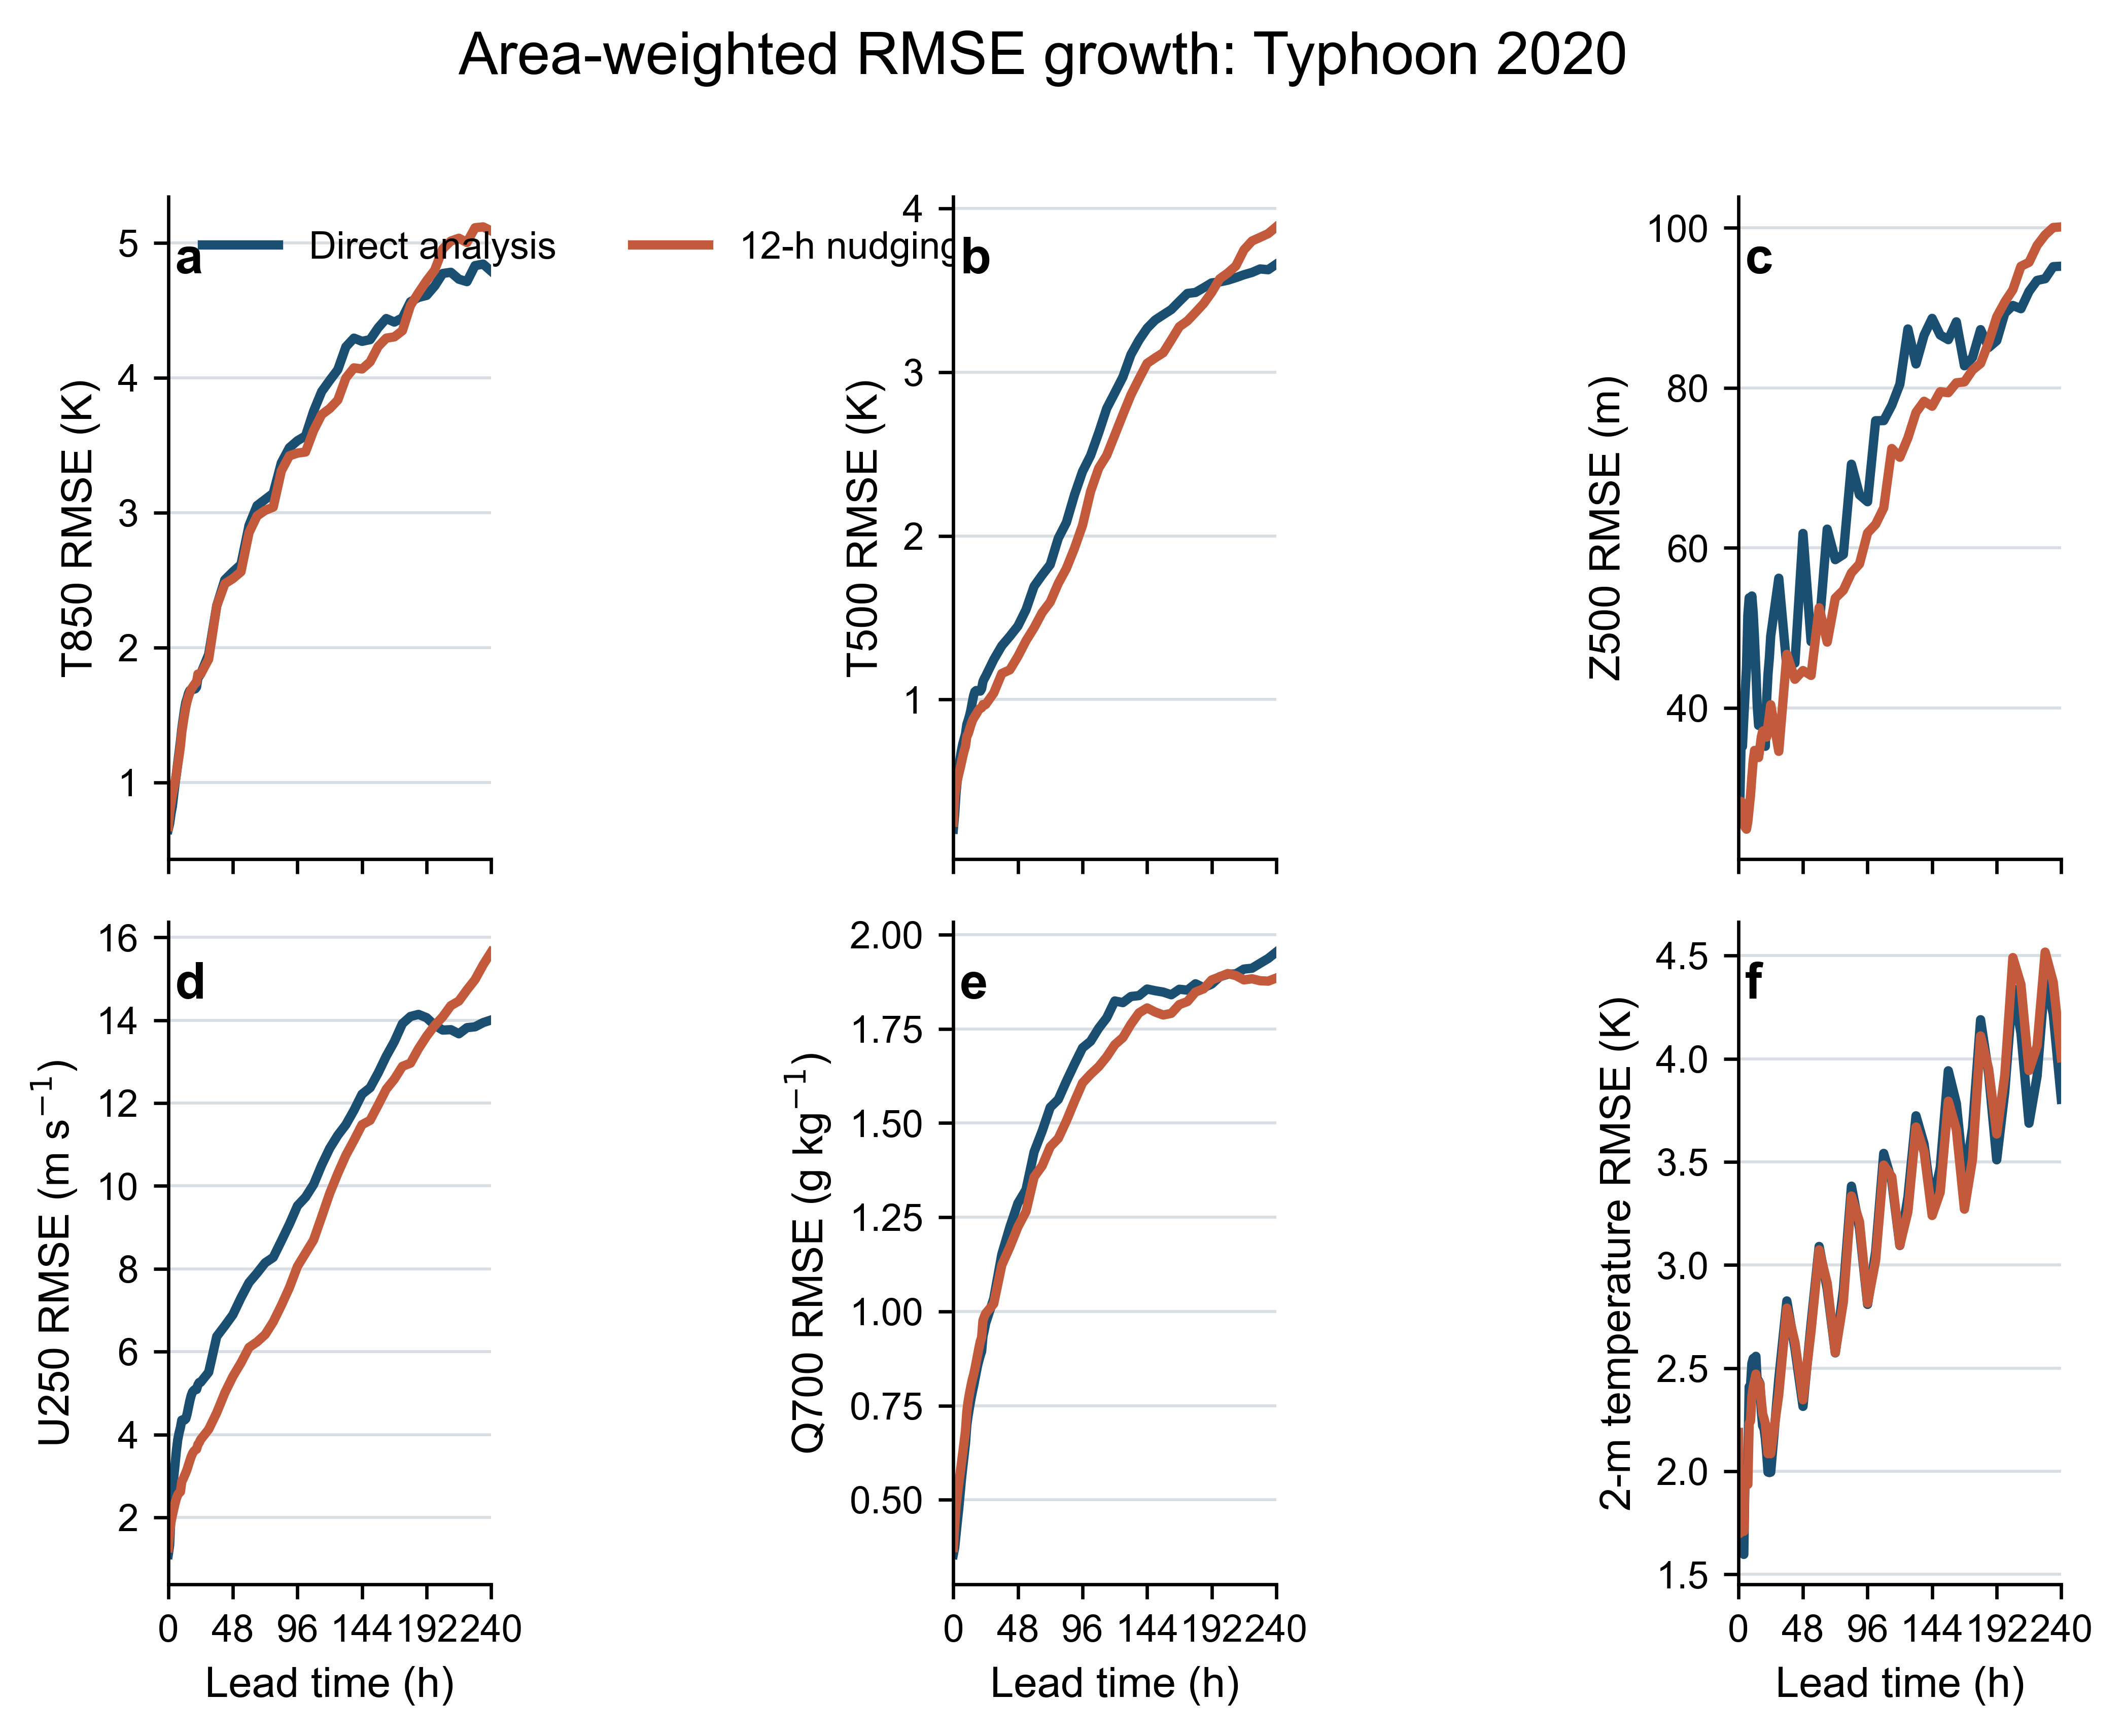 Area-weighted RMSE growth: Typhoon 2020
a
Direct analysis
12-h nudging
T850 RMSE (K)
5
4
3
2
1
b
T500 RMSE (K)
4
3
2
1
c
Z500 RMSE (m)
100
80
60
40
d
U250 RMSE (m s⁻¹)
16
14
12
10
8
6
4
2
0 48 96 144 192 240
Lead time (h)
e
Q700 RMSE (g kg⁻¹)
2.00
1.75
1.50
1.25
1.00
0.75
0.50
0 48 96 144 192 240
Lead time (h)
f
2-m temperature RMSE (K)
4.5
4.0
3.5
3.0
2.5
2.0
1.5
0 48 96 144 192 240
Lead time (h)